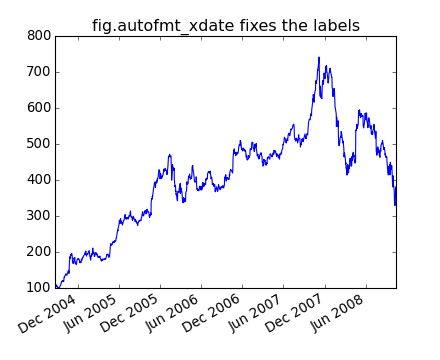 fig.autofmt_xdate fixes the labels
800
700
600
500
400
300
200
100
Dec 2004
Jun 2005
Dec 2005
Jun 2006
Dec 2006
Jun 2007
Dec 2007
Jun 2008